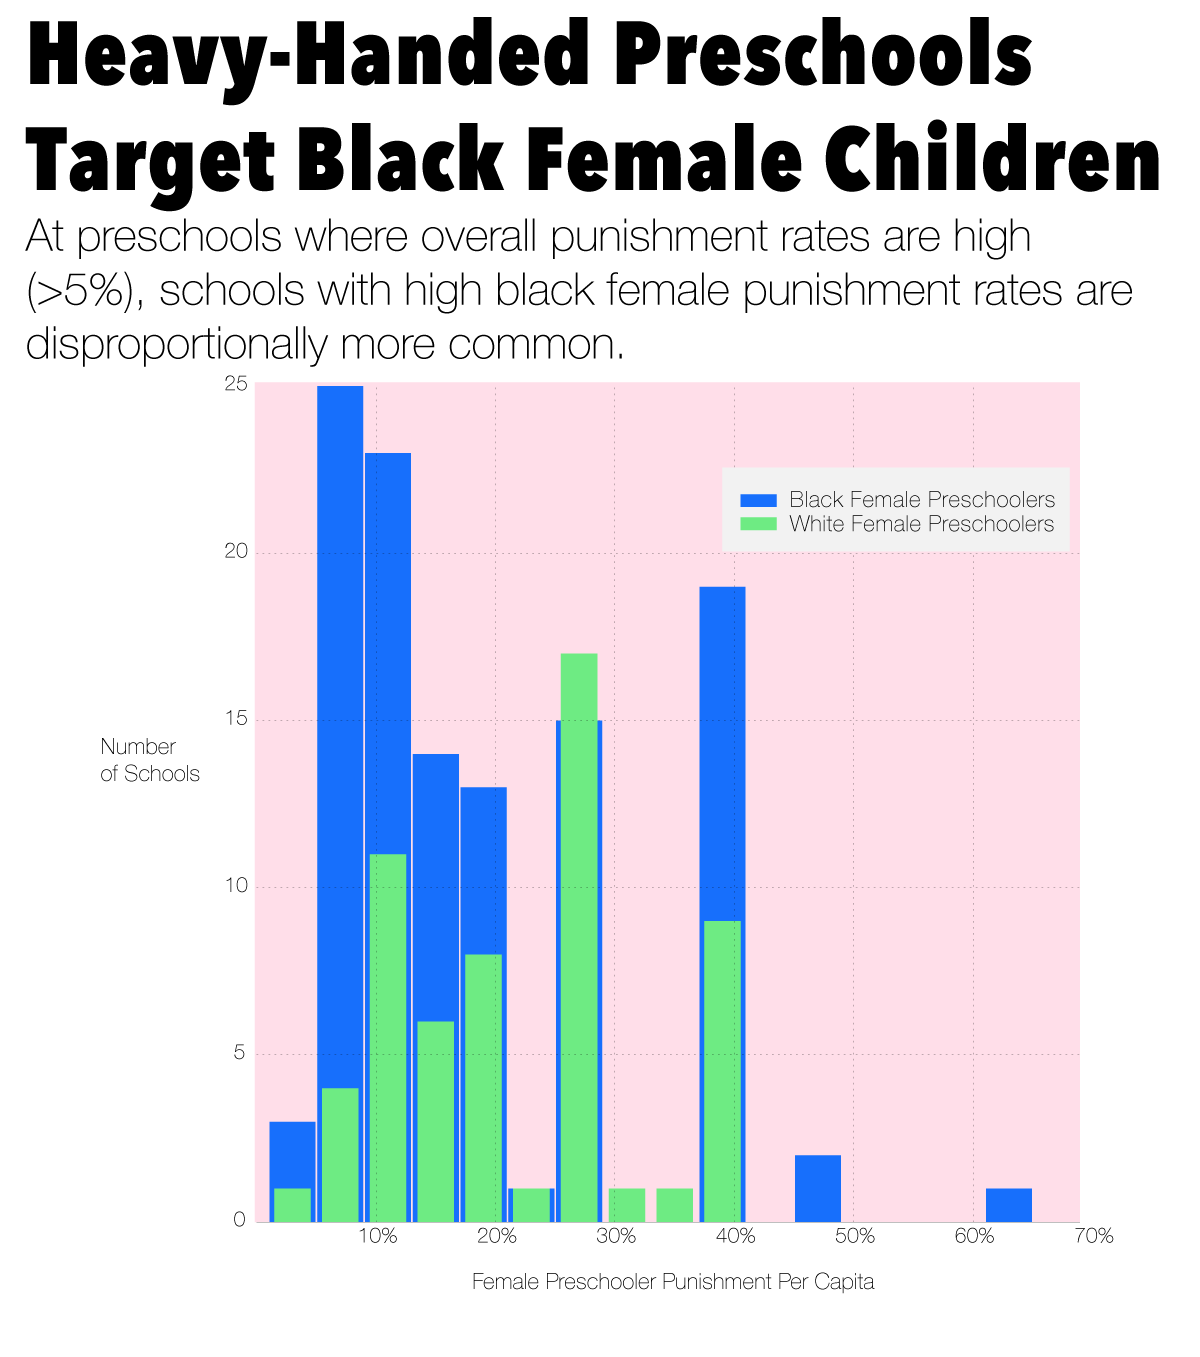 Heavy-Handed Preschools
Target Black Female Children
At preschools where overall punishment rates are high
(>5%), schools with high black female punishment rates are
disproportionally more common.
25
20
15
10
5
0
Number
of Schools
Black Female Preschoolers
White Female Preschoolers
10% 20% 30% 40% 50% 60% 70%
Female Preschooler Punishment Per Capita